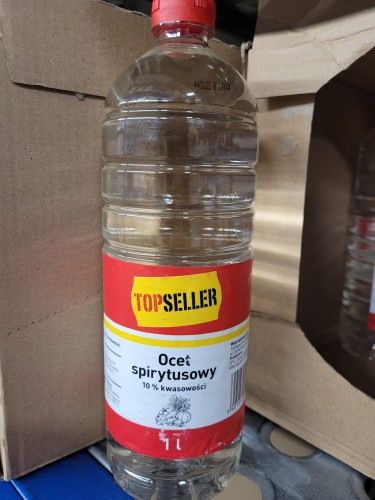 TOPSELLER
Ocet
spirytusowy
10 % kwasowości
1 L